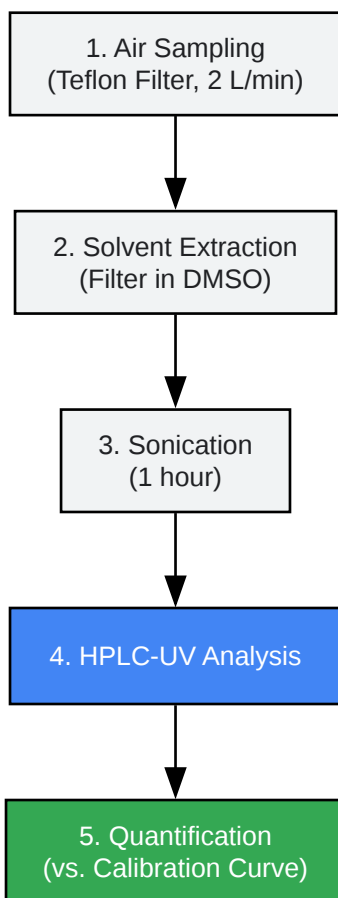 1. Air Sampling
(Teflon Filter, 2 L/min)
2. Solvent Extraction
(Filter in DMSO)
3. Sonication
(1 hour)
4. HPLC-UV Analysis
5. Quantification
(vs. Calibration Curve)